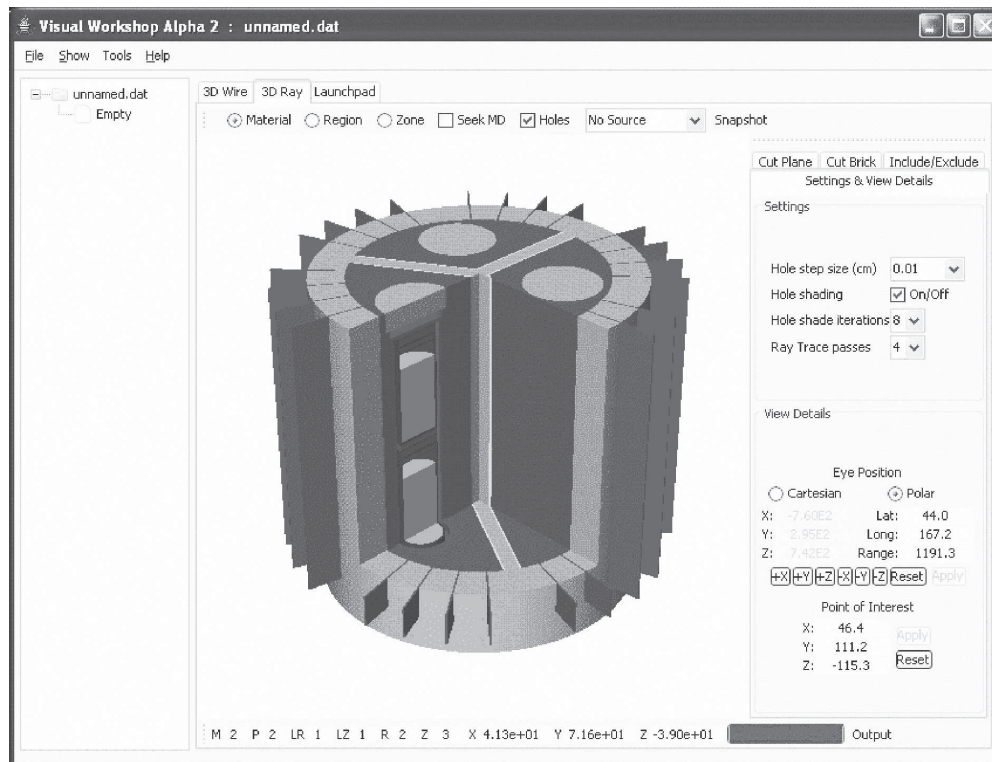 Visual Workshop Alpha 2 : unnamed.dat
File Show Tools Help
unnamed.dat
Empty
3D Wire 3D Ray Launchpad
Material Region Zone Seek MD Holes No Source Snapshot
Cut Plane Cut Brick Include/Exclude
Settings & View Details
Settings
Hole step size (cm) 0.01
Hole shading On/Off
Hole shade iterations 8
Ray Trace passes 4
View Details
Eye Position
Cartesian Polar
X: -7.60E2 Lat: 44.0
Y: 2.95E2 Long: 167.2
Z: 7.42E2 Range: 1191.3
+X +Y +Z -X -Y -Z Reset Apply
Point of Interest
X: 46.4
Y: 111.2 Apply
Z: -115.3 Reset
M 2 P 2 LR 1 LZ 1 R 2 Z 3 X 4.13e+01 Y 7.16e+01 Z -3.90e+01 Output